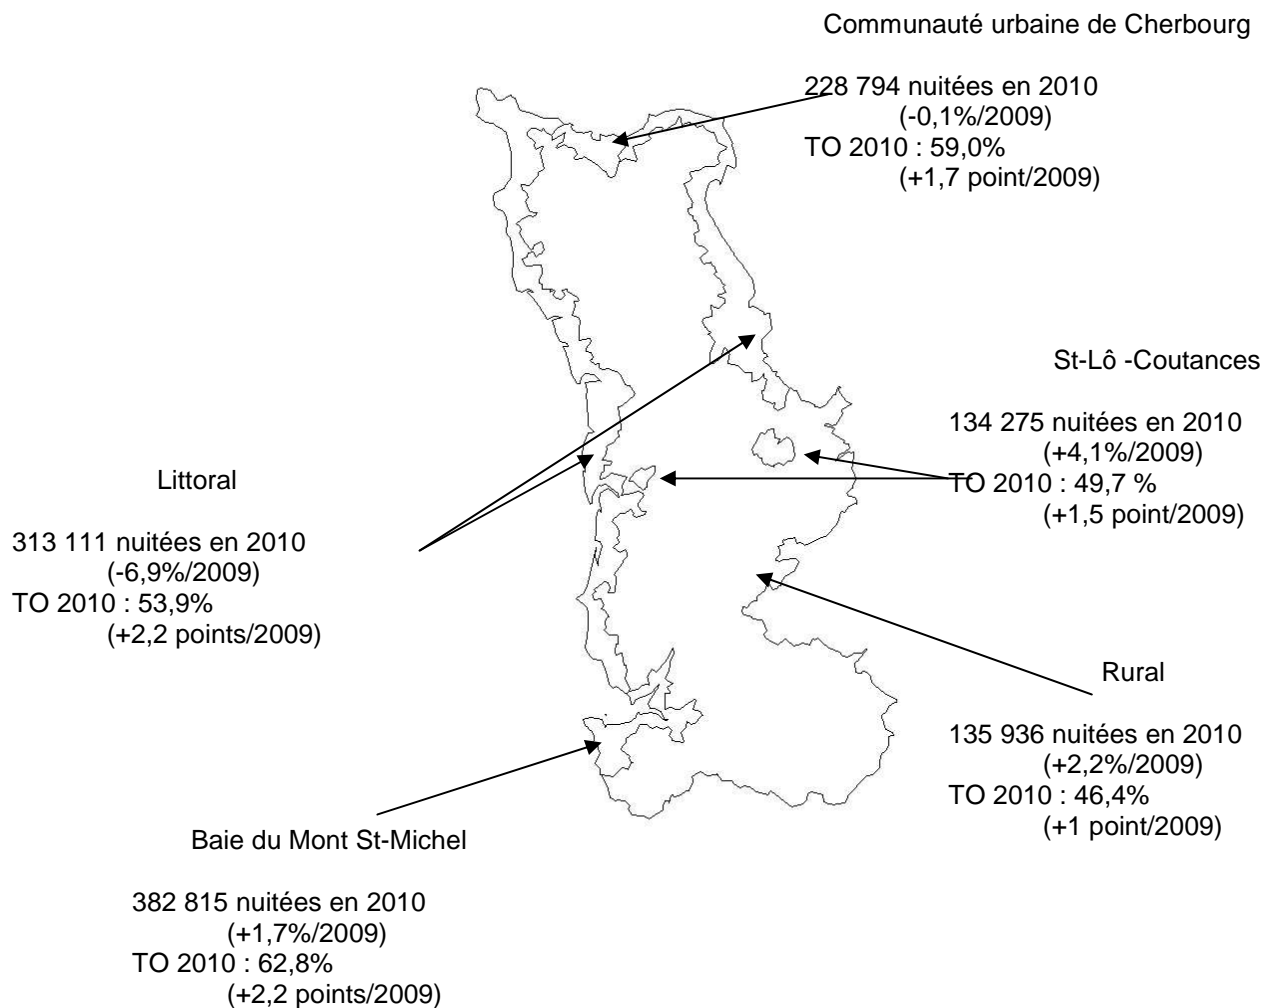 Communauté urbaine de Cherbourg
228 794 nuitées en 2010
(-0,1%/2009)
TO 2010 : 59,0%
(+1,7 point/2009)
St-Lô -Coutances
134 275 nuitées en 2010
(+4,1%/2009)
TO 2010 : 49,7 %
(+1,5 point/2009)
Littoral
313 111 nuitées en 2010
(-6,9%/2009)
TO 2010 : 53,9%
(+2,2 points/2009)
Rural
135 936 nuitées en 2010
(+2,2%/2009)
TO 2010 : 46,4%
(+1 point/2009)
Baie du Mont St-Michel
382 815 nuitées en 2010
(+1,7%/2009)
TO 2010 : 62,8%
(+2,2 points/2009)